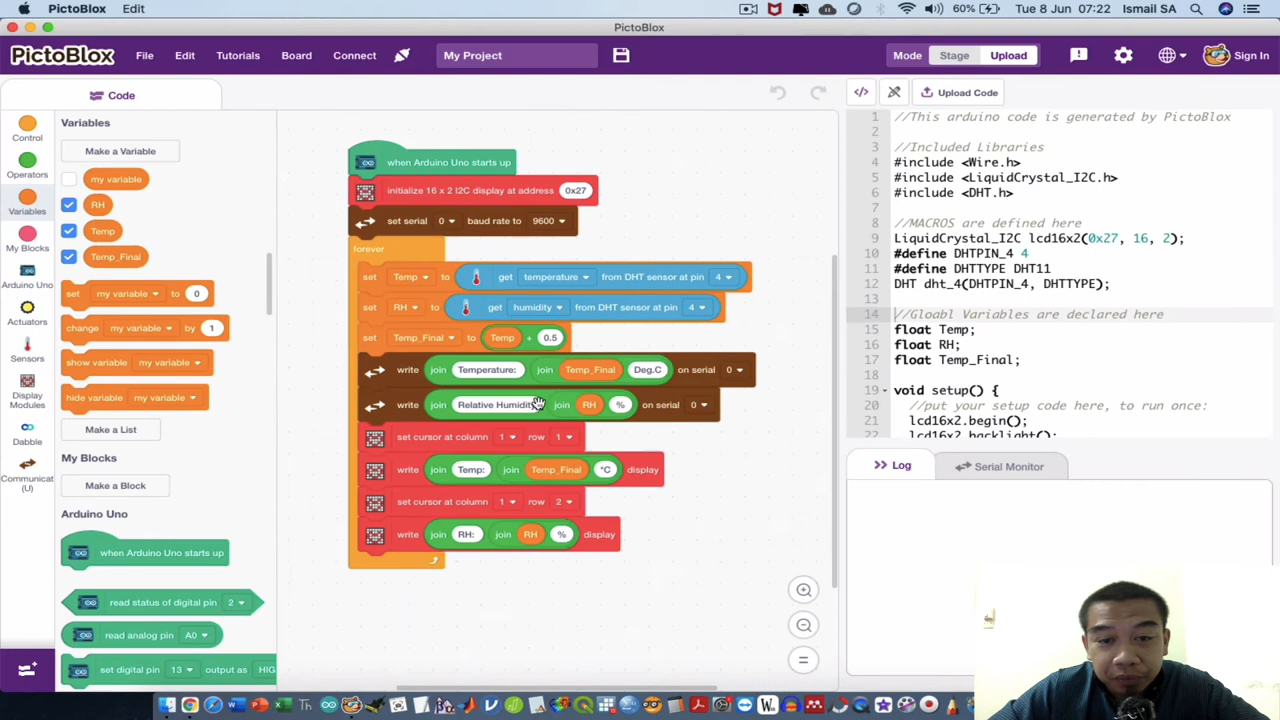 PictoBlox Edit 60% Tue 8 Jun 07:22 Ismail SA
PictoBlox
PictoBlox File Edit Tutorials Board Connect My Project Mode Stage Upload Sign In
Code
Upload Code
Control
Operators
Variables
My Blocks
Arduino Uno
Actuators
Sensors
Display
Modules
Dabble
Communicat
(U)
Variables
Make a Variable
my variable
RH
Temp
Temp_Final
set my variable to 0
change my variable by 1
show variable my variable
hide variable my variable
Make a List
My Blocks
Make a Block
Arduino Uno
when Arduino Uno starts up
read status of digital pin 2
read analog pin A0
set digital pin 13 output as HIG
when Arduino Uno starts up
initialize 16 x 2 I2C display at address 0x27
set serial 0 baud rate to 9600
forever
set Temp to get temperature from DHT sensor at pin 4
set RH to get humidity from DHT sensor at pin 4
set Temp_Final to Temp + 0.5
write join Temperature: join Temp_Final Deg.C on serial 0
write join Relative Humidity join RH % on serial 0
set cursor at column 1 row 1
write join Temp: join Temp_Final °C display
set cursor at column 1 row 2
write join RH: join RH % display
1 //This arduino code is generated by PictoBlox
2
3 //Included Libraries
4 #include <Wire.h>
5 #include <LiquidCrystal_I2C.h>
6 #include <DHT.h>
7
8 //MACROS are defined here
9 LiquidCrystal_I2C lcd16x2(0x27, 16, 2);
10 #define DHTPIN_4 4
11 #define DHTTYPE DHT11
12 DHT dht_4(DHTPIN_4, DHTTYPE);
13
14 //Gloabl Variables are declared here
15 float Temp;
16 float RH;
17 float Temp_Final;
18
19 void setup() {
20 //put your setup code here, to run once:
21 lcd16x2.begin();
22 lcd16x2.backlight();
Log Serial Monitor